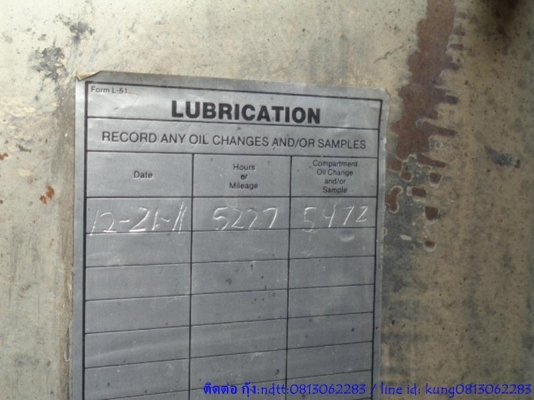 Form L-51
LUBRICATION
RECORD ANY OIL CHANGES AND/OR SAMPLES
Date
Hours
or
Mileage
Compartment
Oil Change
and/or
Sample
12-21-11 5227 5472
ติดต่อ กุ้ง:ndtt:0813062283 / line id: kung0813062283